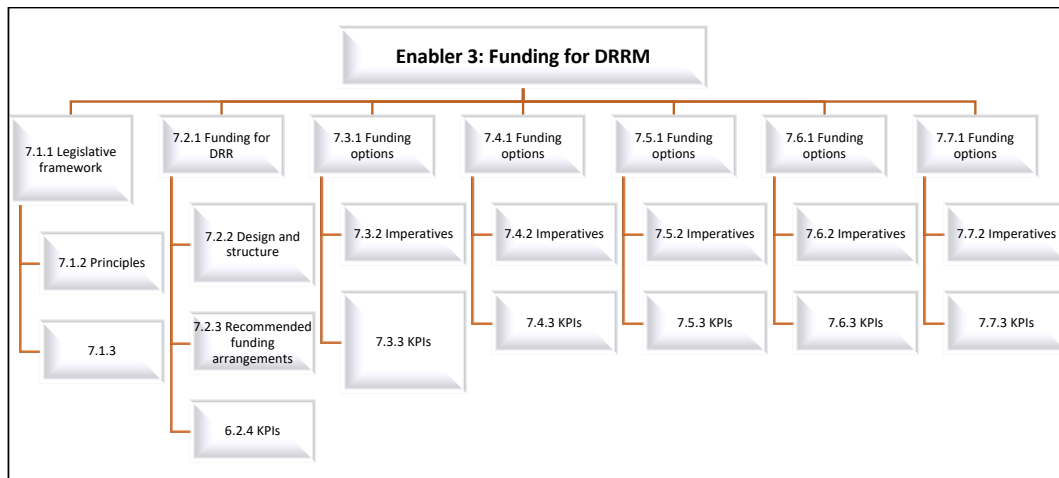 Enabler 3: Funding for DRRM
7.1.1 Legislative
framework
7.1.2 Principles
7.1.3
7.2.1 Funding for
DRR
7.2.2 Design and
structure
7.2.3 Recommended
funding
arrangements
6.2.4 KPIs
7.3.1 Funding
options
7.3.2 Imperatives
7.3.3 KPIs
7.4.1 Funding
options
7.4.2 Imperatives
7.4.3 KPIs
7.5.1 Funding
options
7.5.2 Imperatives
7.5.3 KPIs
7.6.1 Funding
options
7.6.2 Imperatives
7.6.3 KPIs
7.7.1 Funding
options
7.7.2 Imperatives
7.7.3 KPIs